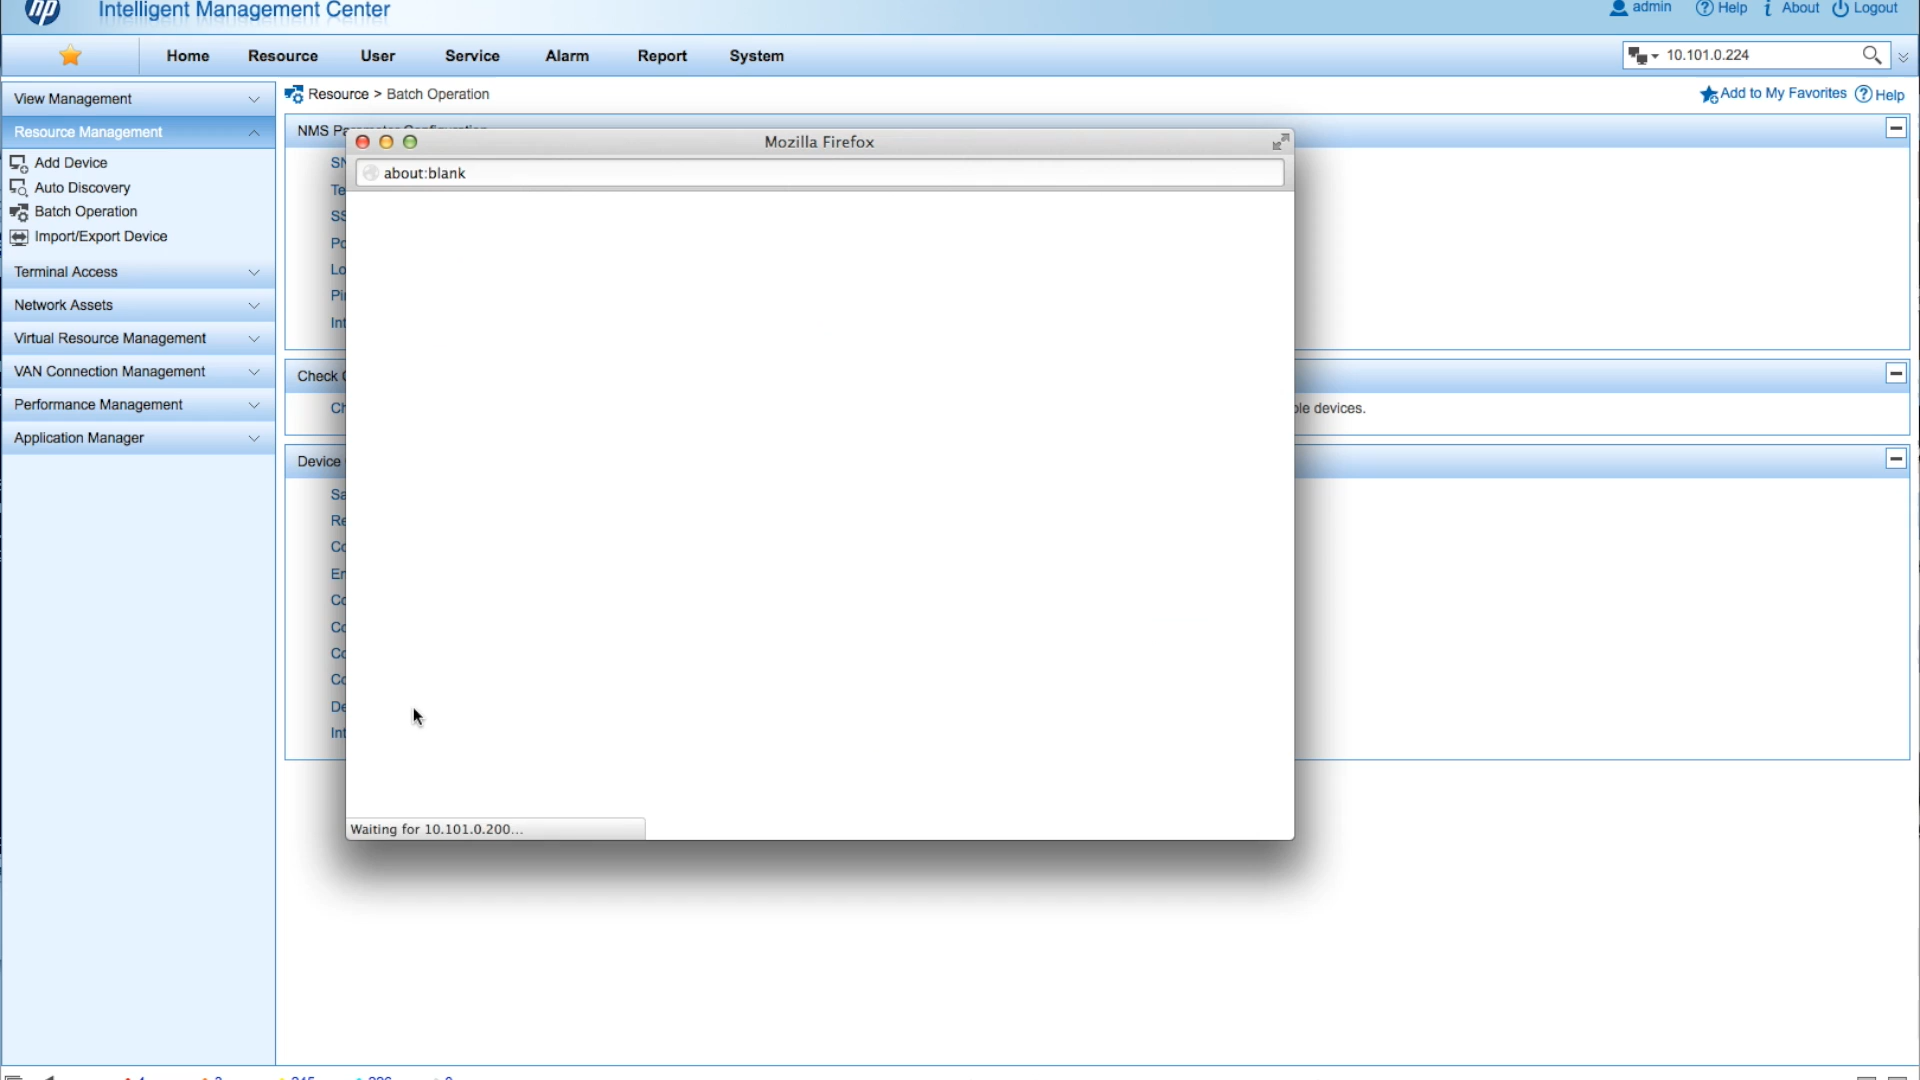 hp Intelligent Management Center
admin Help About Logout
Home Resource User Service Alarm Report System
10.101.0.224
View Management
Resource Management
Add Device
Auto Discovery
Batch Operation
Import/Export Device
Terminal Access
Network Assets
Virtual Resource Management
VAN Connection Management
Performance Management
Application Manager
Resource > Batch Operation
Add to My Favorites Help
NMS
Mozilla Firefox
about:blank
Check
devices.
Device
Waiting for 10.101.0.200...